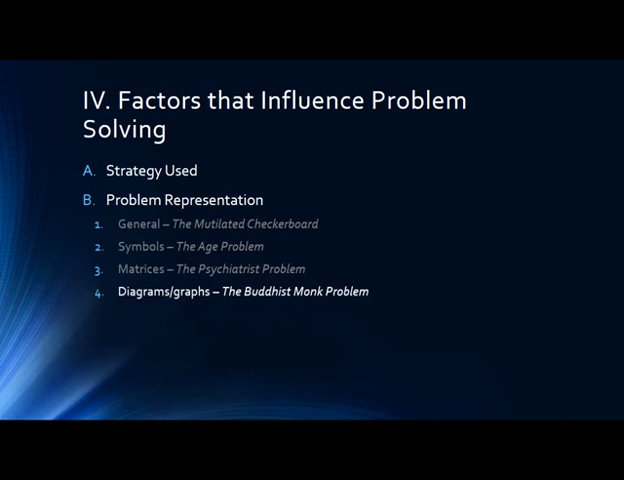 IV. Factors that Influence Problem
Solving
A. Strategy Used
B. Problem Representation
1. General – The Mutilated Checkerboard
2. Symbols – The Age Problem
3. Matrices – The Psychiatrist Problem
4. Diagrams/graphs – The Buddhist Monk Problem